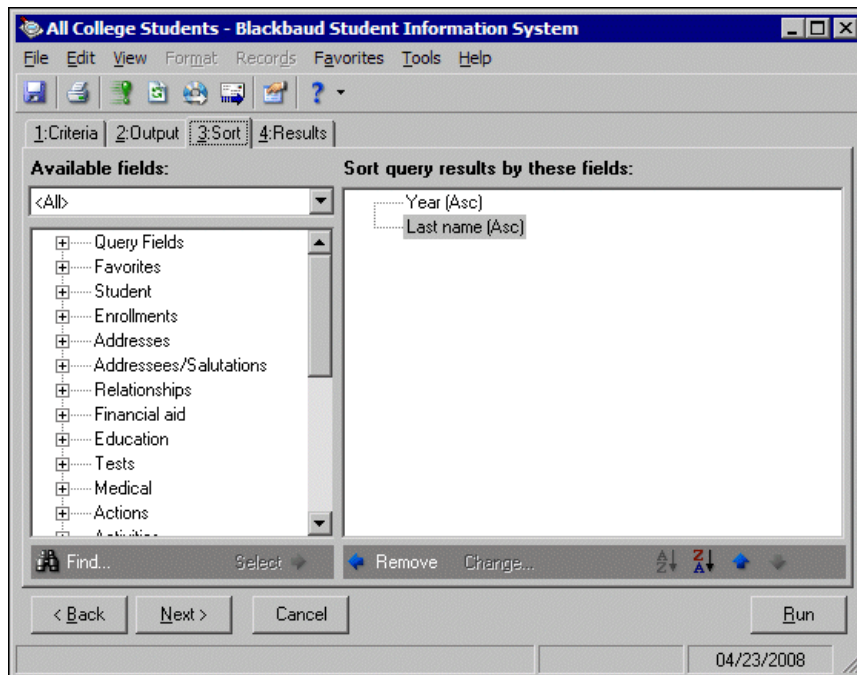 All College Students - Blackbaud Student Information System
File Edit View Format Records Favorites Tools Help
1:Criteria 2:Output 3:Sort 4:Results
Available fields:
<All>
Query Fields
Favorites
Student
Enrollments
Addresses
Addressees/Salutations
Relationships
Financial aid
Education
Tests
Medical
Actions
Find... Select
Sort query results by these fields:
Year (Asc)
Last name (Asc)
Remove Change...
< Back Next > Cancel Run
04/23/2008